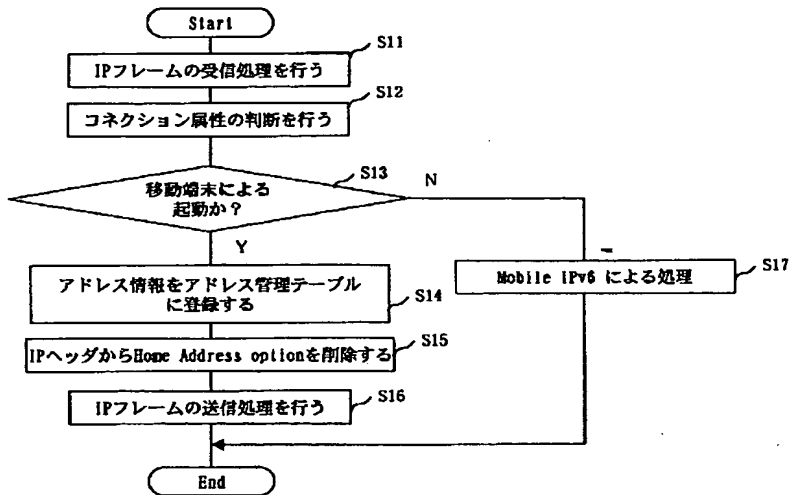 Start
S11
IPフレームの受信処理を行う
S12
コネクション属性の判断を行う
S13
移動端末による
起動か？
N
Y
アドレス情報をアドレス管理テーブル
に登録する
S14
Mobile IPv6 による処理
S17
IPヘッダからHome Address optionを削除する
S15
IPフレームの送信処理を行う
S16
End